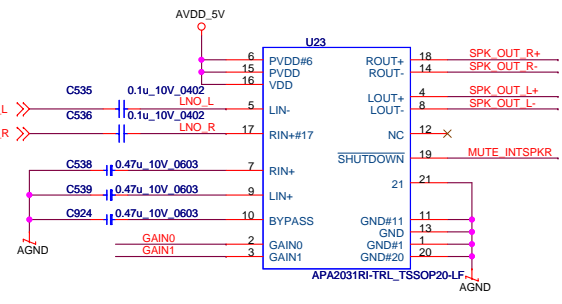 AVDD_5V
U23
6 PVDD#6 ROUT+ 18 SPK_OUT_R+
15 PVDD ROUT- 14 SPK_OUT_R-
16 VDD
C535 0.1u_10V_0402
LOUT+ 4 SPK_OUT_L+
_L LNO_L 5 LIN- LOUT- 8 SPK_OUT_L-
C536 0.1u_10V_0402
_R LNO_R 17 RIN+#17 NC 12
SHUTDOWN 19 MUTE_INTSPKR
C538 0.47u_10V_0603 7 RIN+
21 21
C539 0.47u_10V_0603 9 LIN+
C924 0.47u_10V_0603 10 BYPASS GND#11 11
GND 13
GAIN0 2 GAIN0 GND#1 1
GAIN1 3 GAIN1 GND#20 20
AGND
APA2031RI-TRL_TSSOP20-LF
AGND